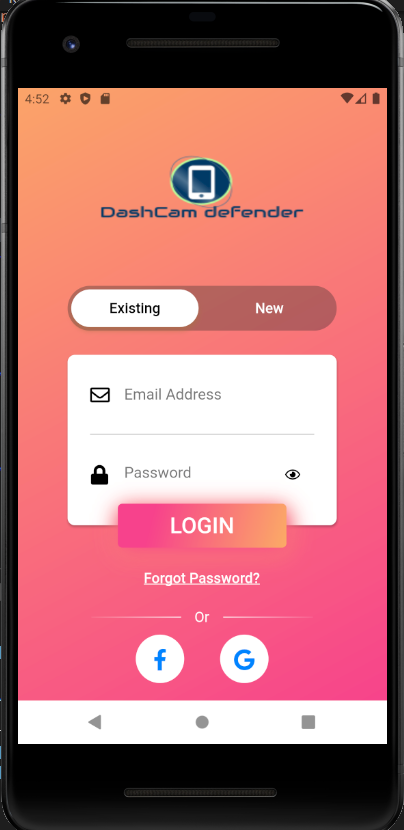 4:52
DashCam defender
Existing New
Email Address
Password
LOGIN
Forgot Password?
Or
f G